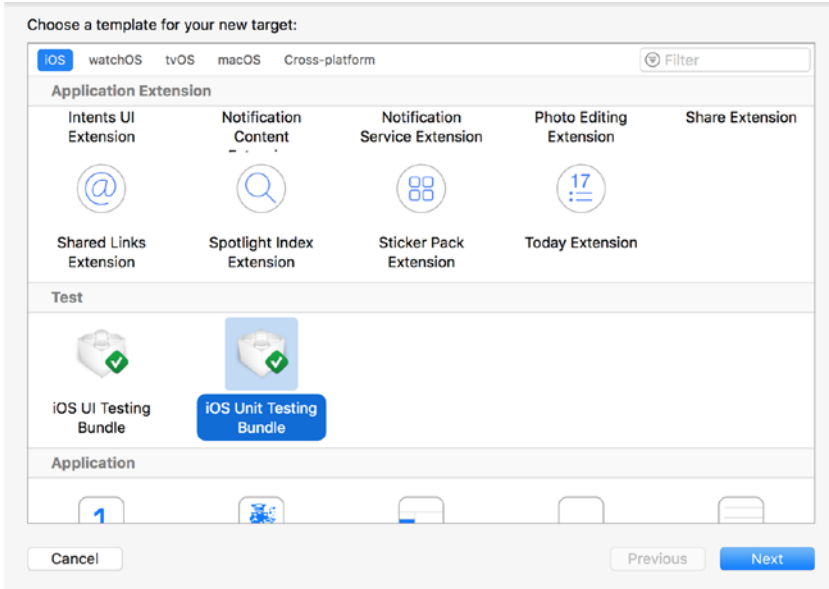 Choose a template for your new target:
iOS watchOS tvOS macOS Cross-platform Filter
Application Extension
Intents UI Notification Notification Photo Editing Share Extension
Extension Content Service Extension Extension
@ 17
Shared Links Spotlight Index Sticker Pack Today Extension
Extension Extension Extension
Test
iOS UI Testing iOS Unit Testing
Bundle Bundle
Application
1
Cancel Previous Next